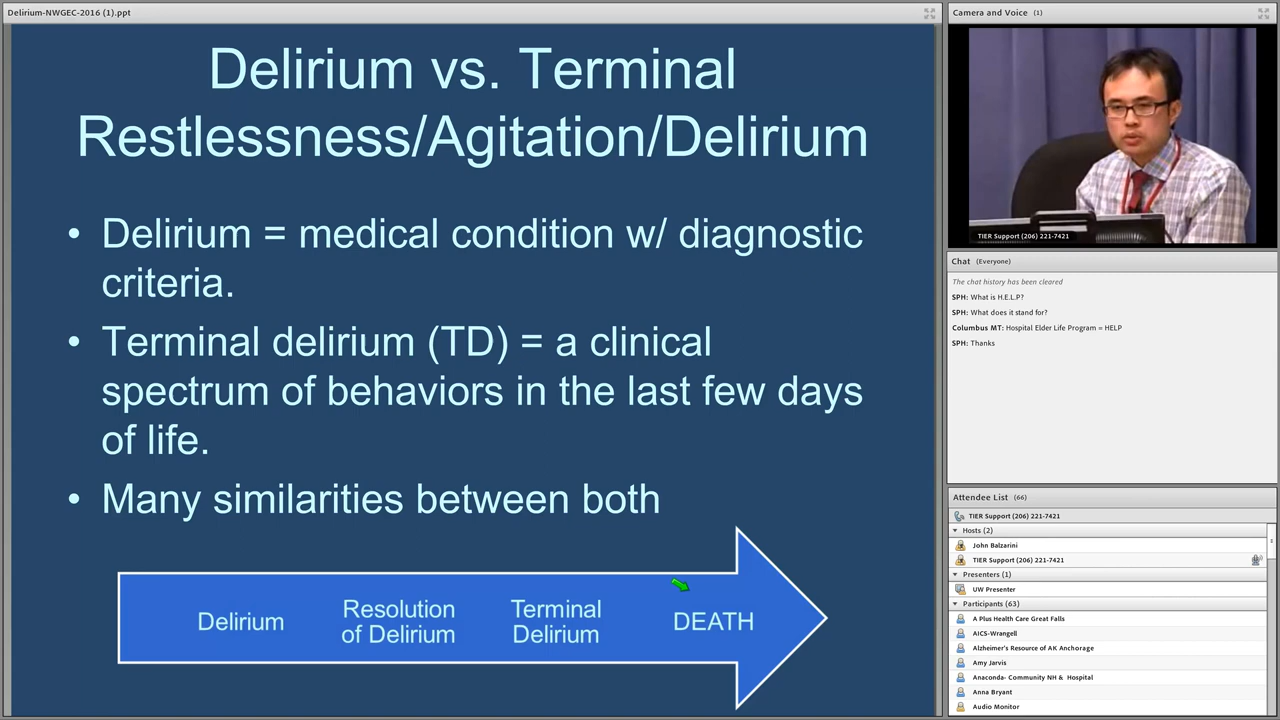 Delirium-NWGEC-2016 (1).ppt
Delirium vs. Terminal
Restlessness/Agitation/Delirium
• Delirium = medical condition w/ diagnostic
criteria.
• Terminal delirium (TD) = a clinical
spectrum of behaviors in the last few days
of life.
• Many similarities between both
Delirium
Resolution
of Delirium
Terminal
Delirium
DEATH
Camera and Voice (1)
TIER Support (206) 221-7421
Chat (Everyone)
The chat history has been cleared
SPH: What is H.E.L.P?
SPH: What does it stand for?
Columbus MT: Hospital Elder Life Program = HELP
SPH: Thanks
Attendee List (66)
TIER Support (206) 221-7421
Hosts (2)
John Balzarini
TIER Support (206) 221-7421
Presenters (1)
UW Presenter
Participants (63)
A Plus Health Care Great Falls
AICS-Wrangell
Alzheimer's Resource of AK Anchorage
Amy Jarvis
Anaconda- Community NH & Hospital
Anna Bryant
Audio Monitor